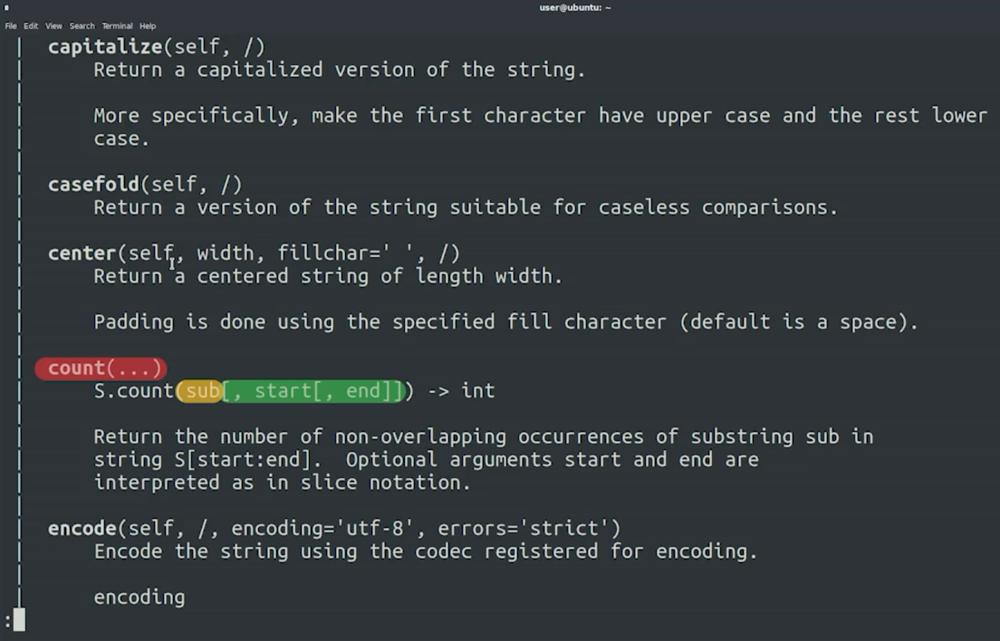 user@ubuntu: ~
File Edit View Search Terminal Help
| capitalize(self, /)
| Return a capitalized version of the string.
|
| More specifically, make the first character have upper case and the rest lower
| case.
|
| casefold(self, /)
| Return a version of the string suitable for caseless comparisons.
|
| center(self, width, fillchar=' ', /)
| Return a centered string of length width.
|
| Padding is done using the specified fill character (default is a space).
|
| count(...)
| S.count(sub[, start[, end]]) -> int
|
| Return the number of non-overlapping occurrences of substring sub in
| string S[start:end].  Optional arguments start and end are
| interpreted as in slice notation.
|
| encode(self, /, encoding='utf-8', errors='strict')
| Encode the string using the codec registered for encoding.
|
| encoding
: